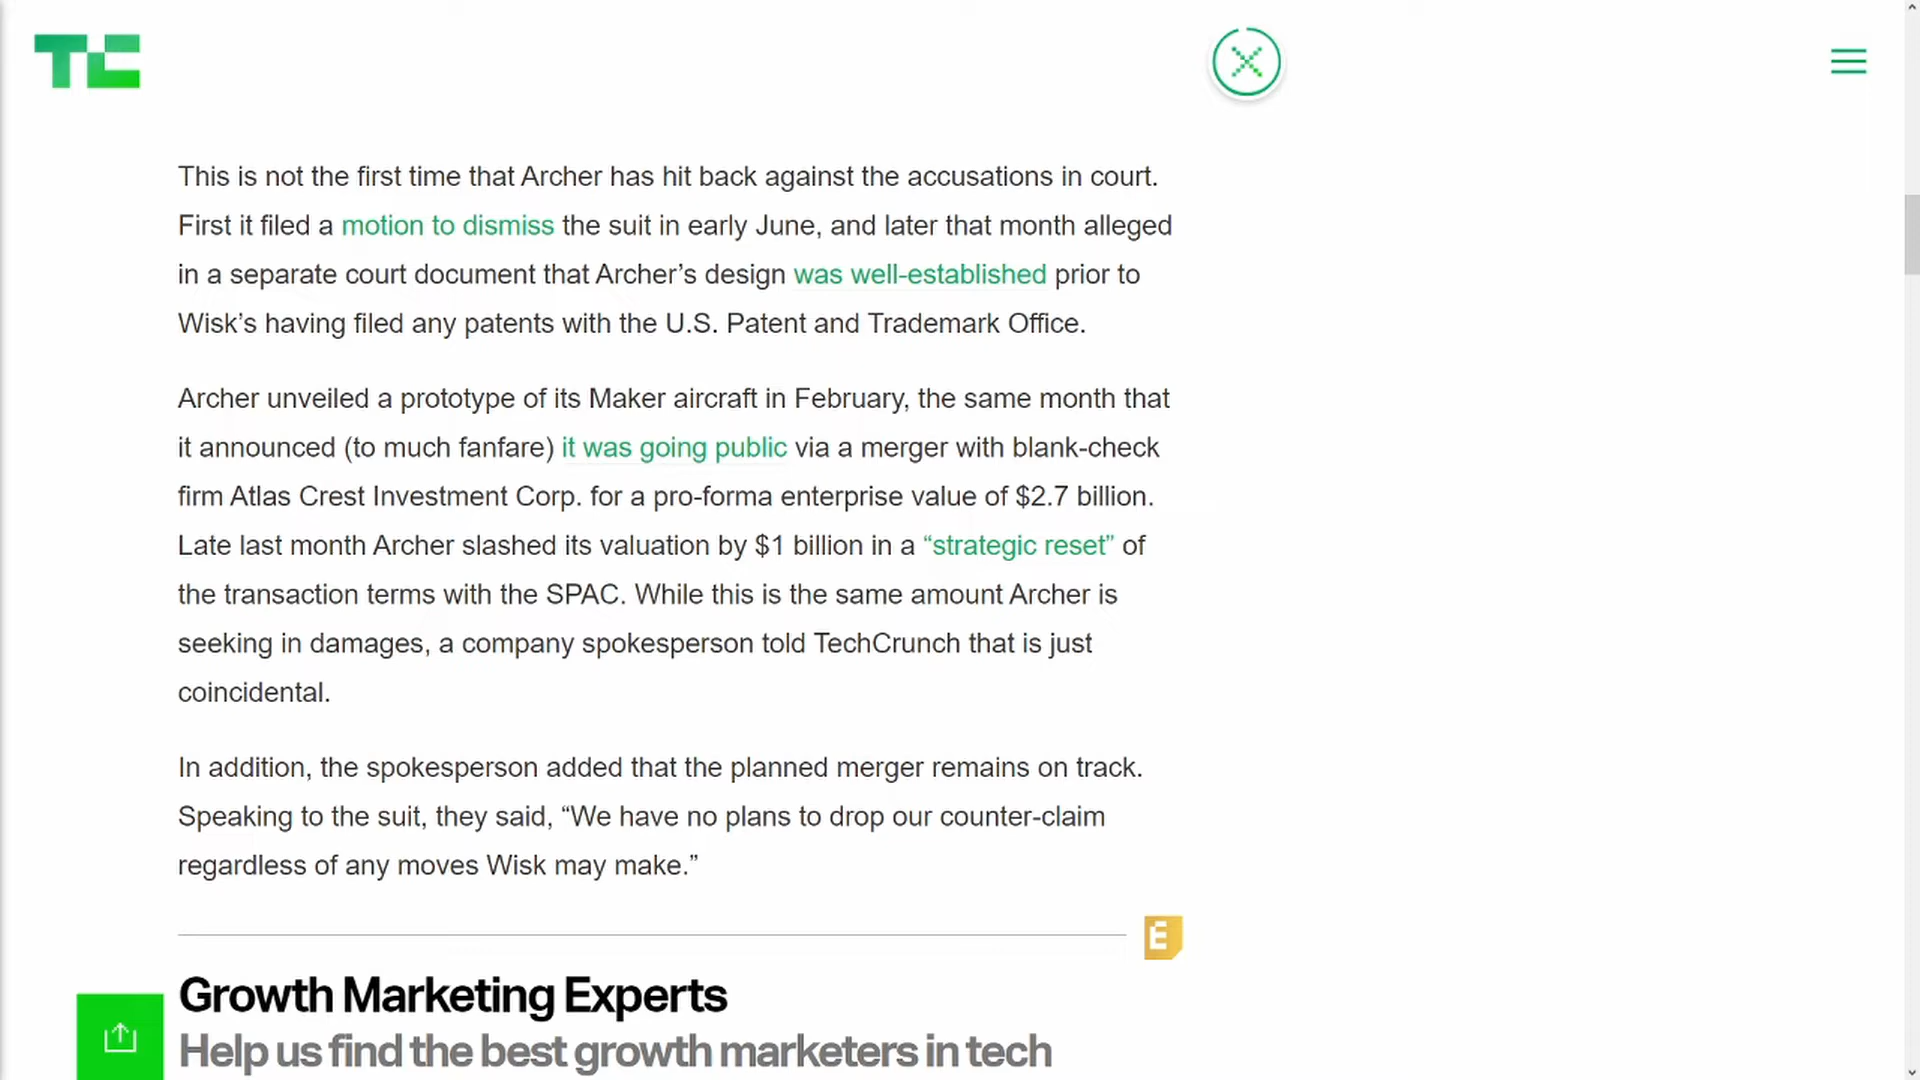 TC
This is not the first time that Archer has hit back against the accusations in court.
First it filed a motion to dismiss the suit in early June, and later that month alleged
in a separate court document that Archer’s design was well-established prior to
Wisk’s having filed any patents with the U.S. Patent and Trademark Office.
Archer unveiled a prototype of its Maker aircraft in February, the same month that
it announced (to much fanfare) it was going public via a merger with blank-check
firm Atlas Crest Investment Corp. for a pro-forma enterprise value of $2.7 billion.
Late last month Archer slashed its valuation by $1 billion in a “strategic reset” of
the transaction terms with the SPAC. While this is the same amount Archer is
seeking in damages, a company spokesperson told TechCrunch that is just
coincidental.
In addition, the spokesperson added that the planned merger remains on track.
Speaking to the suit, they said, “We have no plans to drop our counter-claim
regardless of any moves Wisk may make.”
E
Growth Marketing Experts
Help us find the best growth marketers in tech